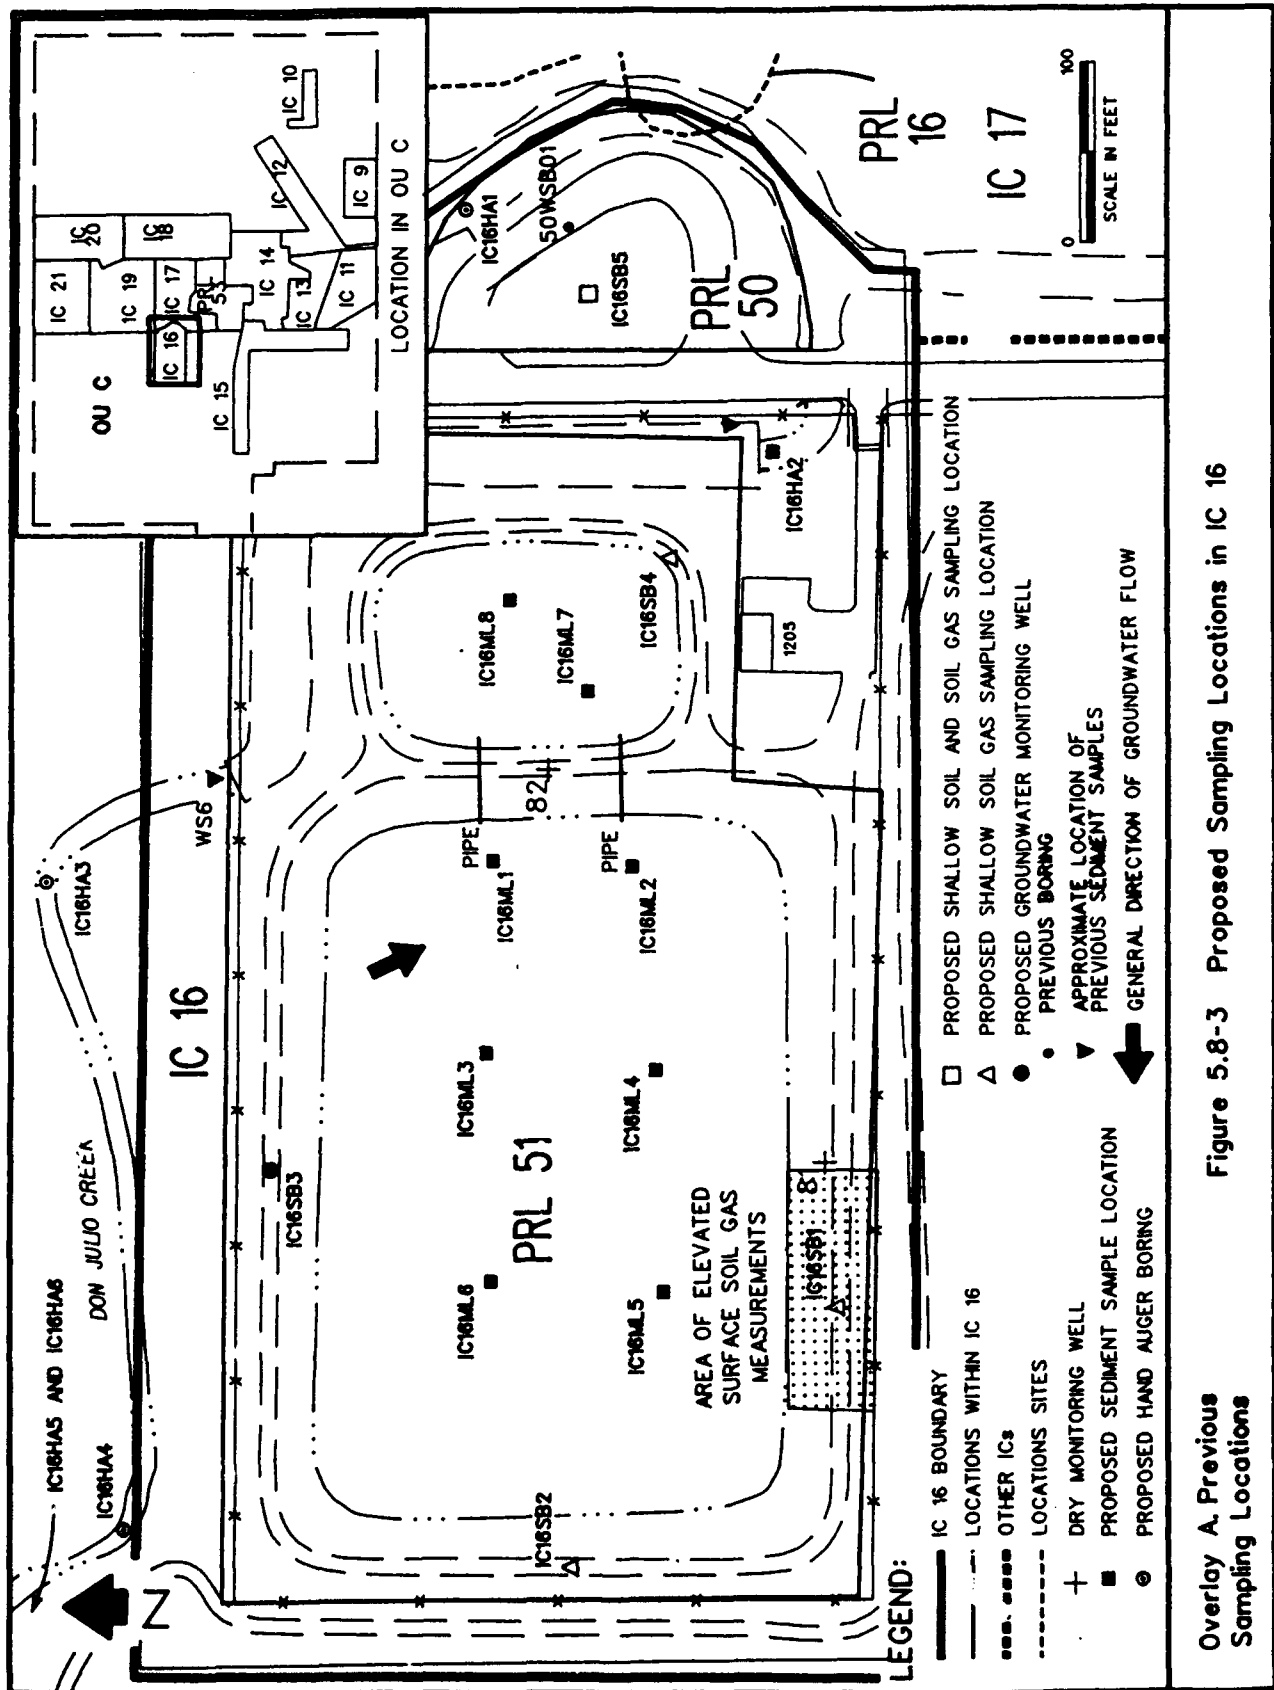 IC16HA5 AND IC16HA6
IC16HA4
DON JULIO CREEK
IC16HA3
IC 16
WS6
N
IC16SB3
IC16SB2
PRL 51
IC16ML6
IC16ML5
IC16ML3
IC16ML4
IC16ML1
IC16ML2
PIPE
PIPE
82
IC16ML8
IC16ML7
IC16SB4
AREA OF ELEVATED
SURFACE SOIL GAS
MEASUREMENTS
IC16SB1
1205
IC16HA2
IC16HA1
50WSB01
IC16SB5
PRL
50
PRL
16
IC 17
0
100
SCALE IN FEET
OU C
IC 21
IC
20
IC 19
IC
18
IC 17
PRL
53
IC 16
IC 15
IC 14
IC 13
IC 12
IC 11
IC 10
IC 9
LOCATION IN OU C
LEGEND:
IC 16 BOUNDARY
LOCATIONS WITHIN IC 16
OTHER ICs
LOCATIONS SITES
DRY MONITORING WELL
PROPOSED SEDIMENT SAMPLE LOCATION
PROPOSED HAND AUGER BORING
PROPOSED SHALLOW SOIL AND SOIL GAS SAMPLING LOCATION
PROPOSED SHALLOW SOIL GAS SAMPLING LOCATION
PROPOSED GROUNDWATER MONITORING WELL
PREVIOUS BORING
APPROXIMATE LOCATION OF
PREVIOUS SEDIMENT SAMPLES
GENERAL DIRECTION OF GROUNDWATER FLOW
Overlay A. Previous
Sampling Locations
Figure 5.8-3 Proposed Sampling Locations in IC 16